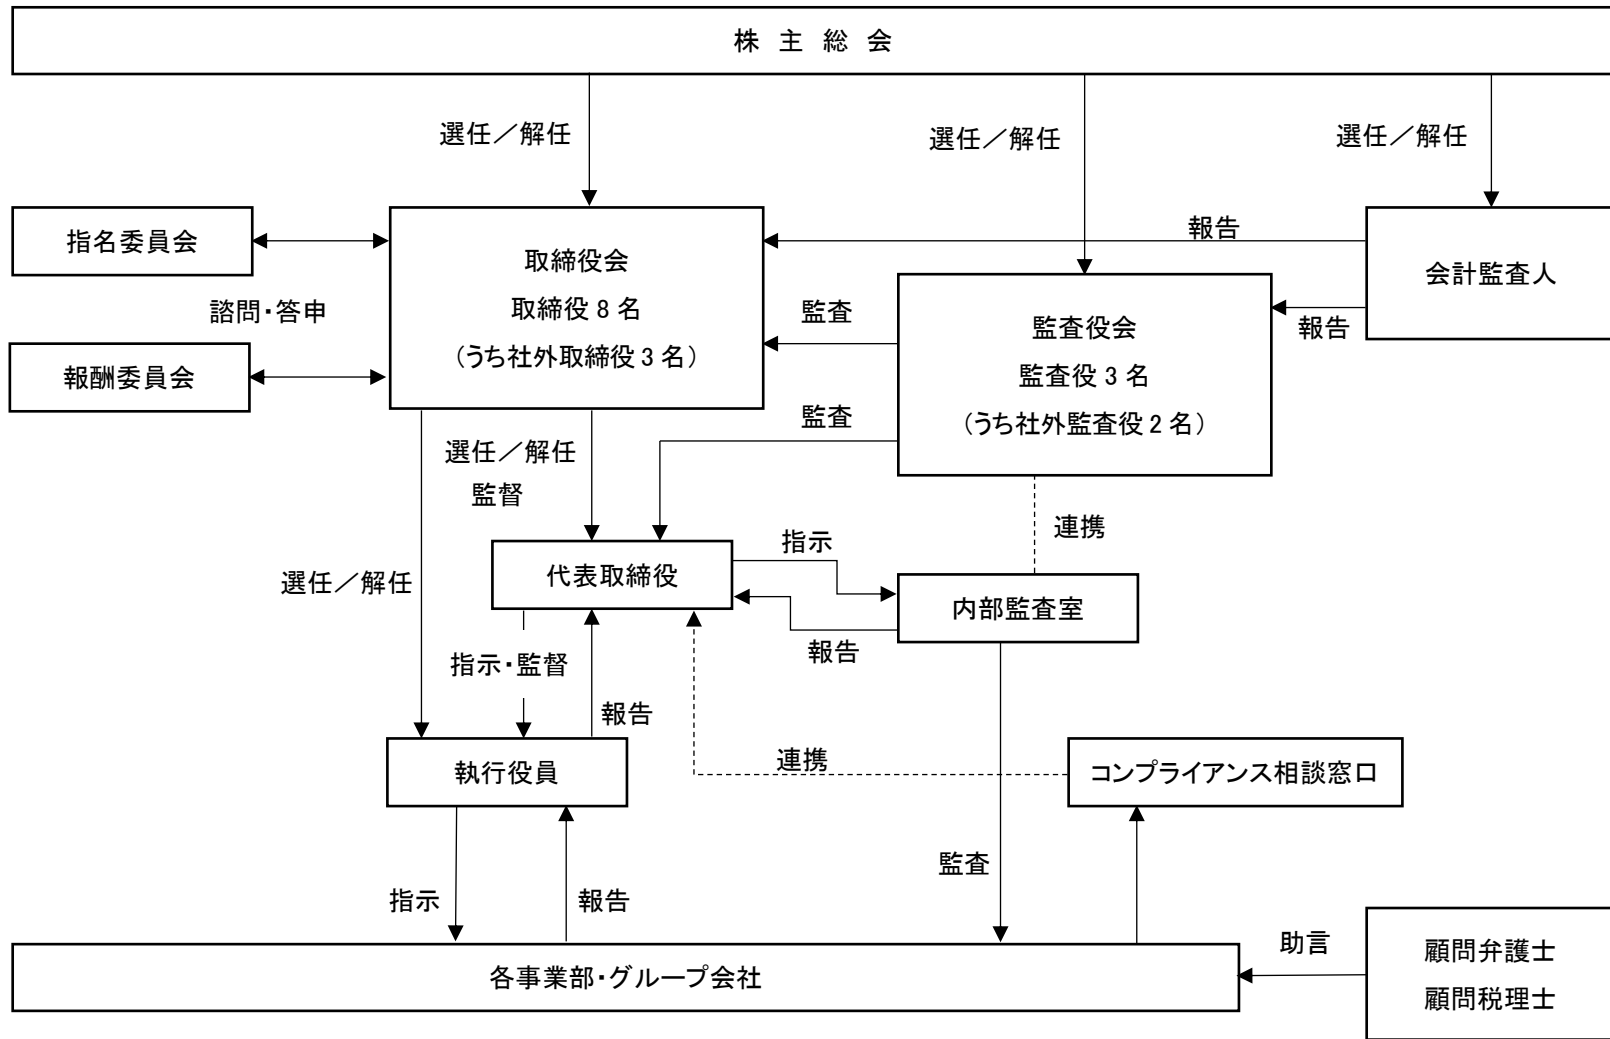 株 主 総 会
選任／解任
選任／解任
選任／解任
指名委員会
取締役会
取締役 8 名
（うち社外取締役 3 名）
報告
会計監査人
諮問・答申
監査
監査役会
監査役 3 名
（うち社外監査役 2 名）
報告
報酬委員会
監査
選任／解任
監督
連携
指示
代表取締役
選任／解任
内部監査室
報告
指示・監督
報告
執行役員
連携
コンプライアンス相談窓口
監査
指示
報告
助言
顧問弁護士
顧問税理士
各事業部・グループ会社